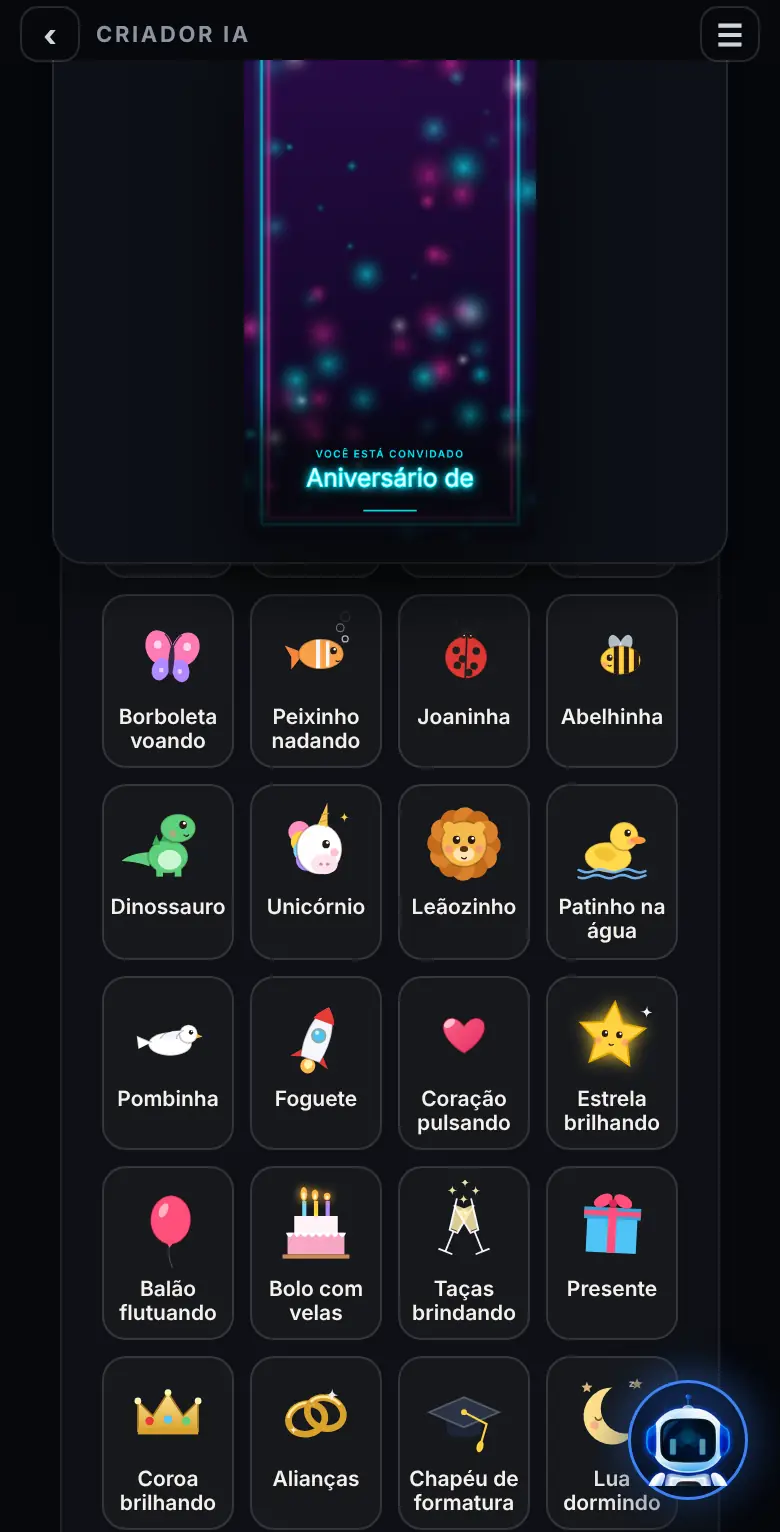 CRIADOR IA
VOCÊ ESTÁ CONVIDADO
Aniversário de
Borboleta
voando
Peixinho
nadando
Joaninha
Abelhinha
Dinossauro
Unicórnio
Leãozinho
Patinho na
água
Pombinha
Foguete
Coração
pulsando
Estrela
brilhando
Balão
flutuando
Bolo com
velas
Taças
brindando
Presente
Coroa
brilhando
Alianças
Chapéu de
formatura
Lua
dormindo